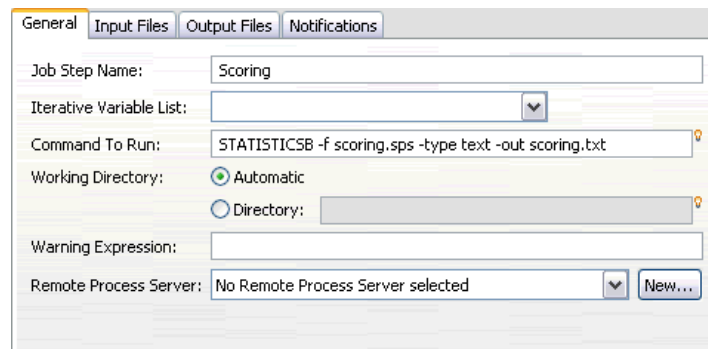 General Input Files Output Files Notifications
Job Step Name: Scoring
Iterative Variable List:
Command To Run: STATISTICSB -f scoring.sps -type text -out scoring.txt
Working Directory: Automatic
Directory:
Warning Expression:
Remote Process Server: No Remote Process Server selected New...